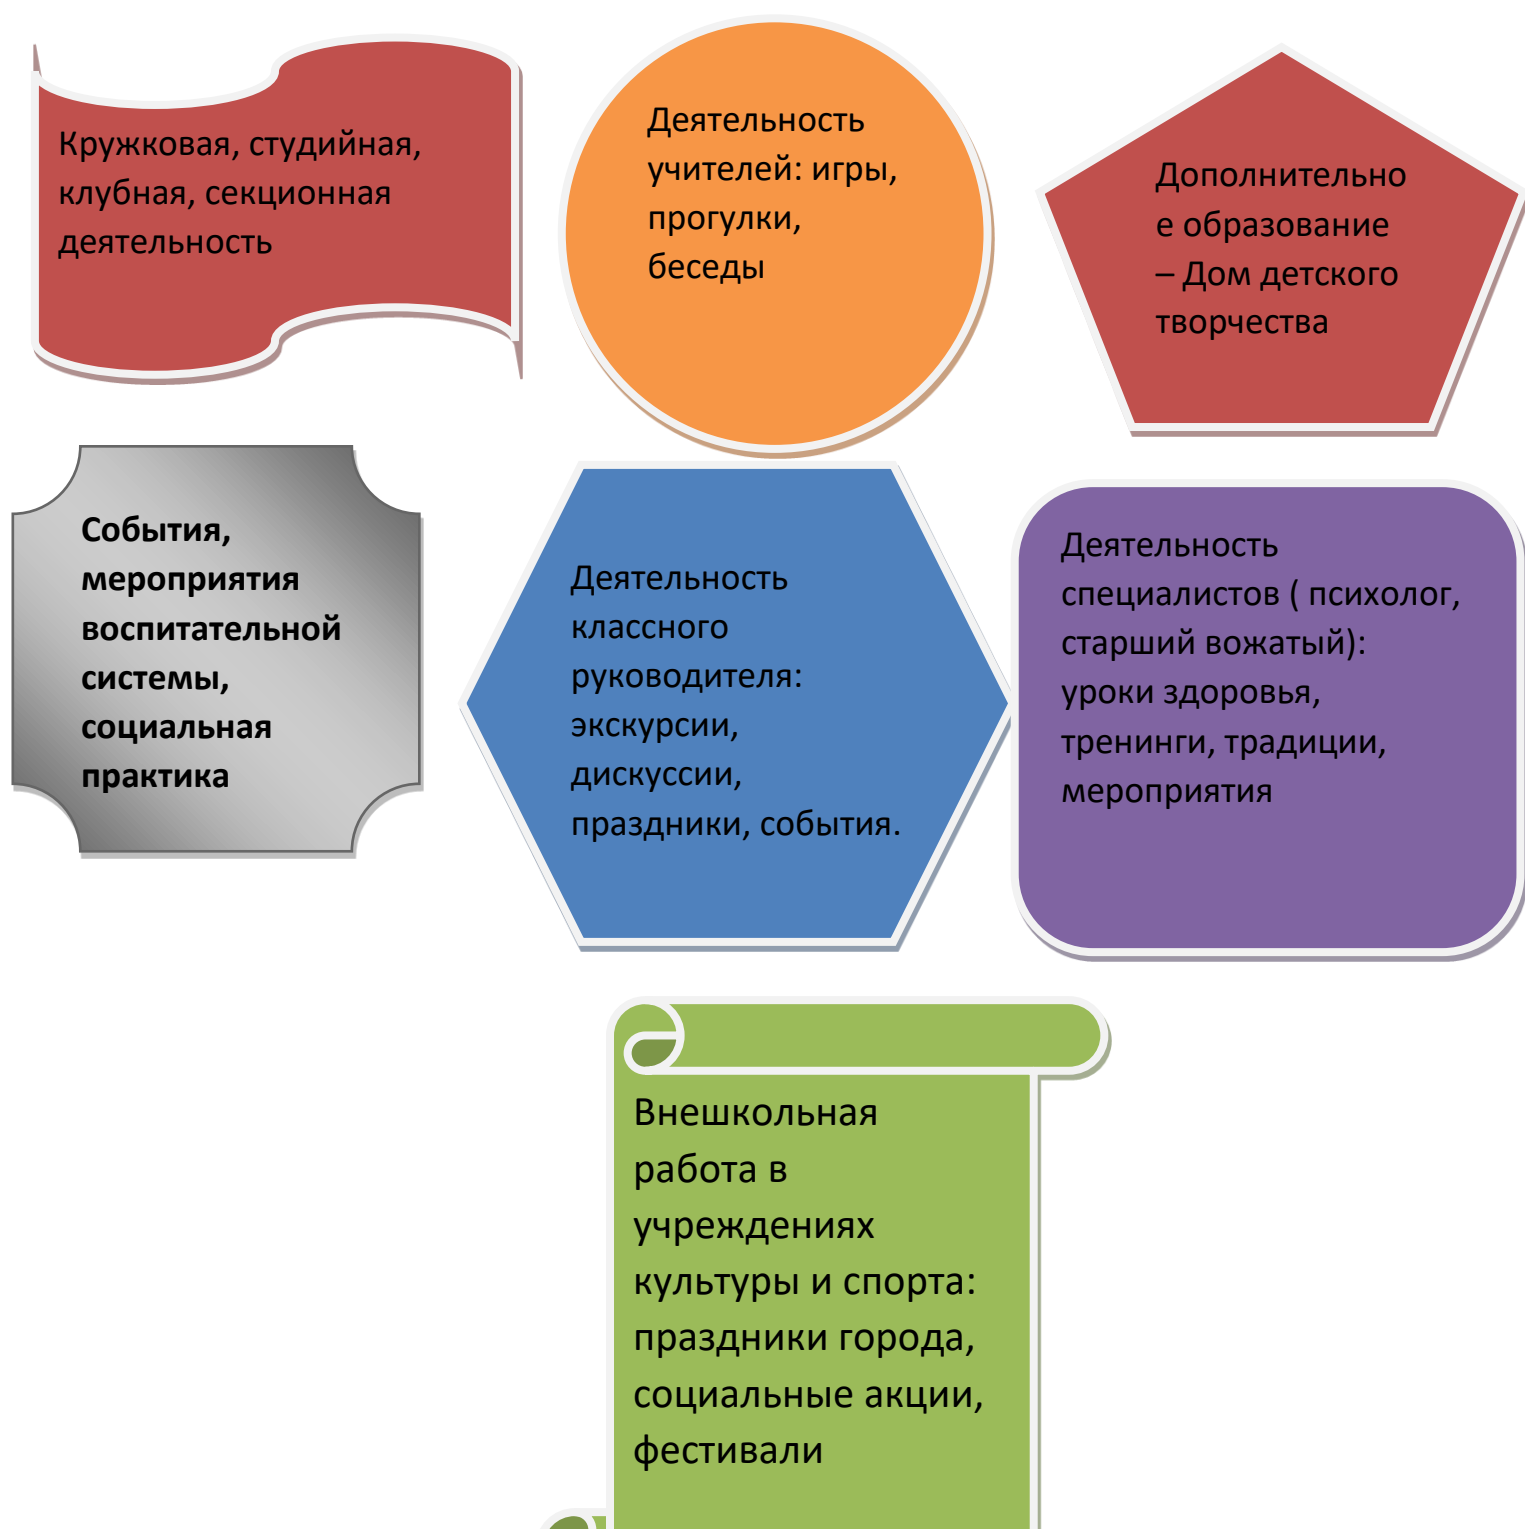 Кружковая, студийная,
клубная, секционная
деятельность
Деятельность
учителей: игры,
прогулки,
беседы
Дополнительно
е образование
– Дом детского
творчества
События,
мероприятия
воспитательной
системы,
социальная
практика
Деятельность
классного
руководителя:
экскурсии,
дискуссии,
праздники, события.
Деятельность
специалистов ( психолог,
старший вожатый):
уроки здоровья,
тренинги, традиции,
мероприятия
Внешкольная
работа в
учреждениях
культуры и спорта:
праздники города,
социальные акции,
фестивали